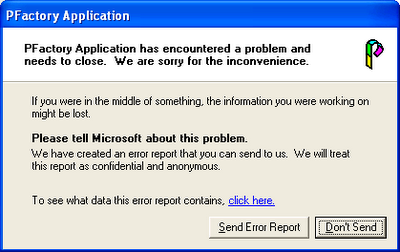 PFactory Application
PFactory Application has encountered a problem and
needs to close.  We are sorry for the inconvenience.
If you were in the middle of something, the information you were working on
might be lost.
Please tell Microsoft about this problem.
We have created an error report that you can send to us.  We will treat
this report as confidential and anonymous.
To see what data this error report contains, click here.
Send Error Report
Don't Send